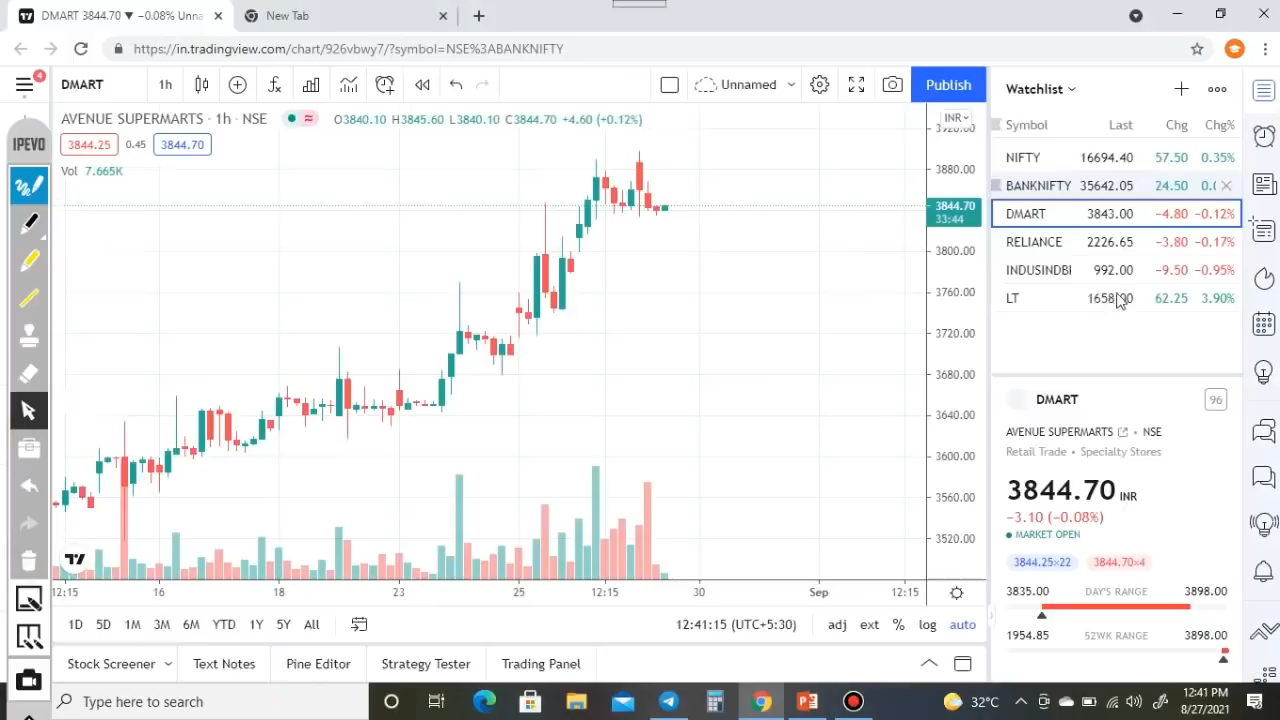 DMART 3844.70 ▼ −0.08% Unna
New Tab
https://in.tradingview.com/chart/926vbwy7/?symbol=NSE%3ABANKNIFTY
4
DMART
1h
Unnamed
Publish
AVENUE SUPERMARTS · 1h · NSE
O3840.10 H3845.60 L3840.10 C3844.70 +4.60 (+0.12%)
3844.25
0.45
3844.70
Vol 7.665K
IPEVO
INR
3920.00
3880.00
3844.70
33:44
3800.00
3760.00
3720.00
3680.00
3640.00
3600.00
3560.00
3520.00
12:15 16 18 23 25 12:15 30 Sep 12:15
1D 5D 1M 3M 6M YTD 1Y 5Y All
12:41:15 (UTC+5:30)
adj ext % log auto
Stock Screener
Text Notes
Pine Editor
Strategy Tester
Trading Panel
Watchlist
Symbol Last Chg Chg%
NIFTY 16694.40 57.50 0.35%
BANKNIFTY 35642.05 24.50
DMART 3843.00 −4.80 −0.12%
RELIANCE 2226.65 −3.80 −0.17%
INDUSINDBI 992.00 −9.50 −0.95%
LT 62.25 3.90%
DMART
96
AVENUE SUPERMARTS • NSE
Retail Trade • Specialty Stores
3844.70 INR
−3.10 (−0.08%)
MARKET OPEN
3844.25×22
3844.70×4
3835.00 DAY'S RANGE 3898.00
1954.85 52WK RANGE 3898.00
Type here to search
32°C
12:41 PM
8/27/2021